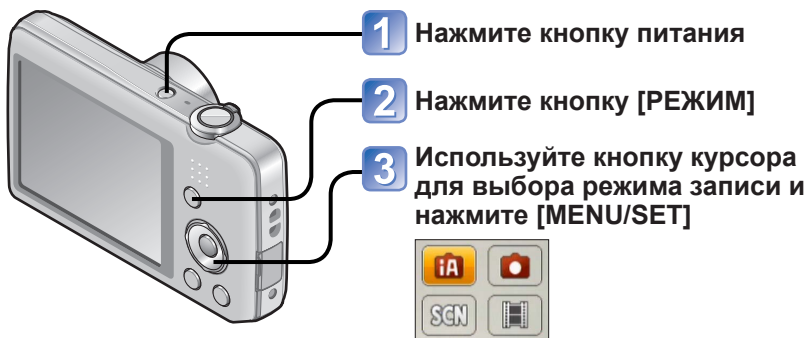 1 Нажмите кнопку питания
2 Нажмите кнопку [РЕЖИМ]
3 Используйте кнопку курсора
для выбора режима записи и
нажмите [MENU/SET]
iA
SCN